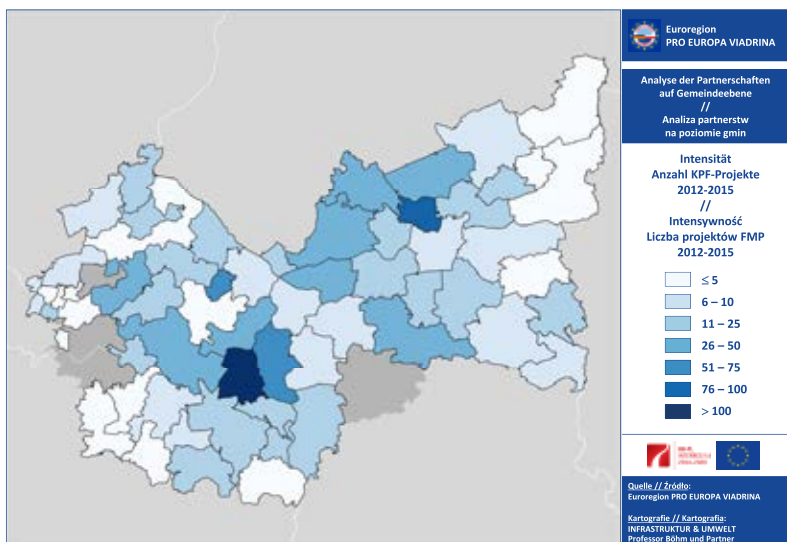 Euroregion
PRO EUROPA VIADRINA
Analyse der Partnerschaften
auf Gemeindeebene
//
Analiza partnerstw
na poziomie gmin
Intensität
Anzahl KPF-Projekte
2012-2015
//
Intensywność
Liczba projektów FMP
2012-2015
≤ 5
6 – 10
11 – 25
26 – 50
51 – 75
76 – 100
> 100
Quelle // Źródło:
Euroregion PRO EUROPA VIADRINA
Kartografie // Kartografia:
INFRASTRUKTUR & UMWELT
Professor Böhm und Partner